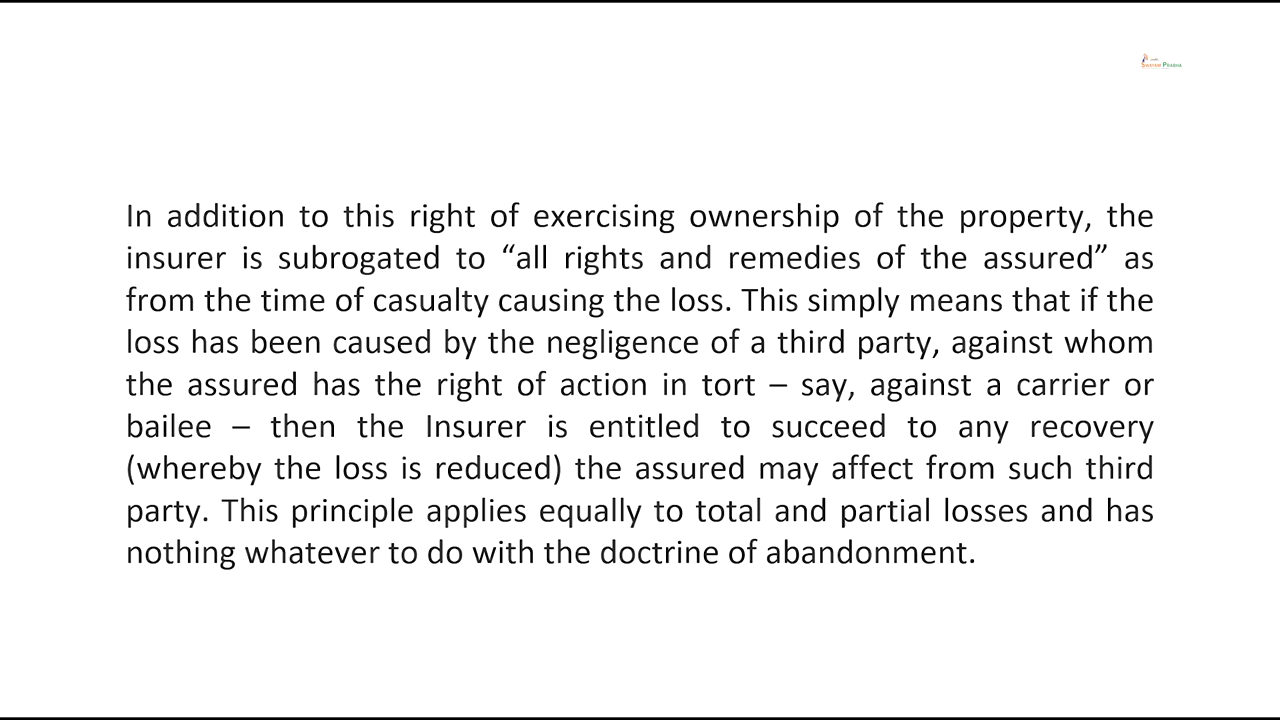 SWAYAM PRABHA
In addition to this right of exercising ownership of the property, the
insurer is subrogated to “all rights and remedies of the assured” as
from the time of casualty causing the loss. This simply means that if the
loss has been caused by the negligence of a third party, against whom
the assured has the right of action in tort – say, against a carrier or
bailee – then the Insurer is entitled to succeed to any recovery
(whereby the loss is reduced) the assured may affect from such third
party. This principle applies equally to total and partial losses and has
nothing whatever to do with the doctrine of abandonment.